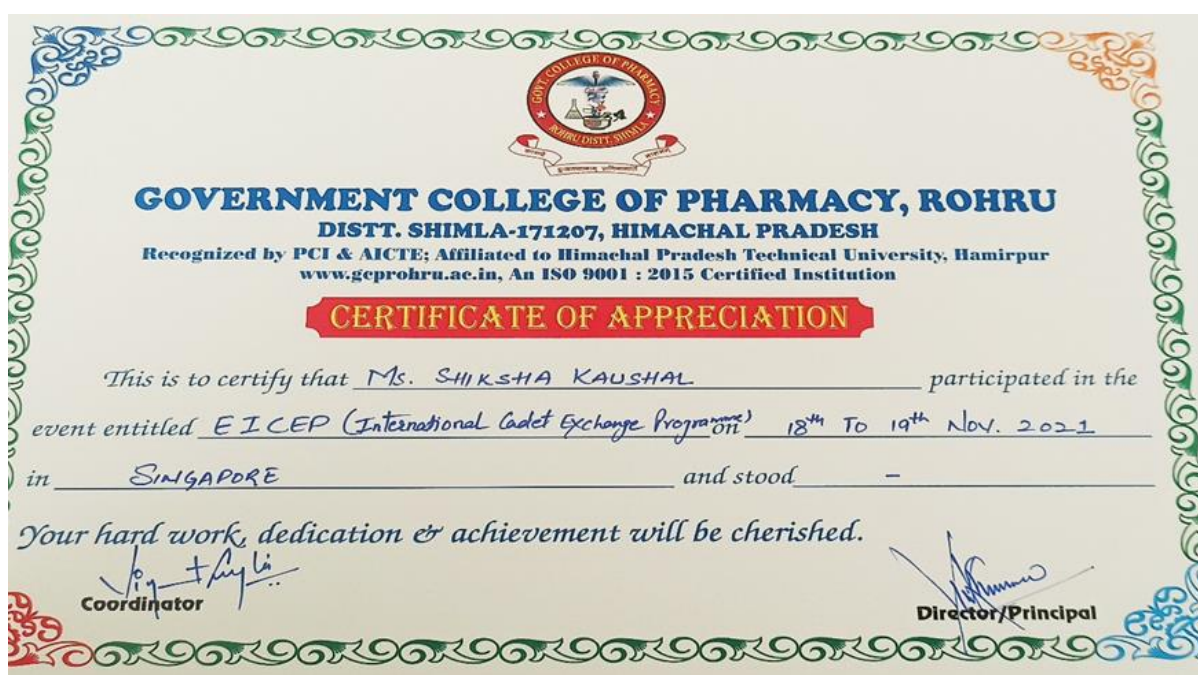 GOVT. COLLEGE OF PHARMACY
ROHRU DISTT. SHIMLA
GOVERNMENT COLLEGE OF PHARMACY, ROHRU
DISTT. SHIMLA-171207, HIMACHAL PRADESH
Recognized by PCI & AICTE; Affiliated to Himachal Pradesh Technical University, Hamirpur
www.gcprohru.ac.in, An ISO 9001 : 2015 Certified Institution
CERTIFICATE OF APPRECIATION
This is to certify that Ms. SHIKSHA KAUSHAL participated in the
event entitled EICEP (International Cadet Exchange Programme) on 18th To 19th Nov. 2021
in SINGAPORE and stood –
Your hard work, dedication & achievement will be cherished.
Coordinator
Director/Principal